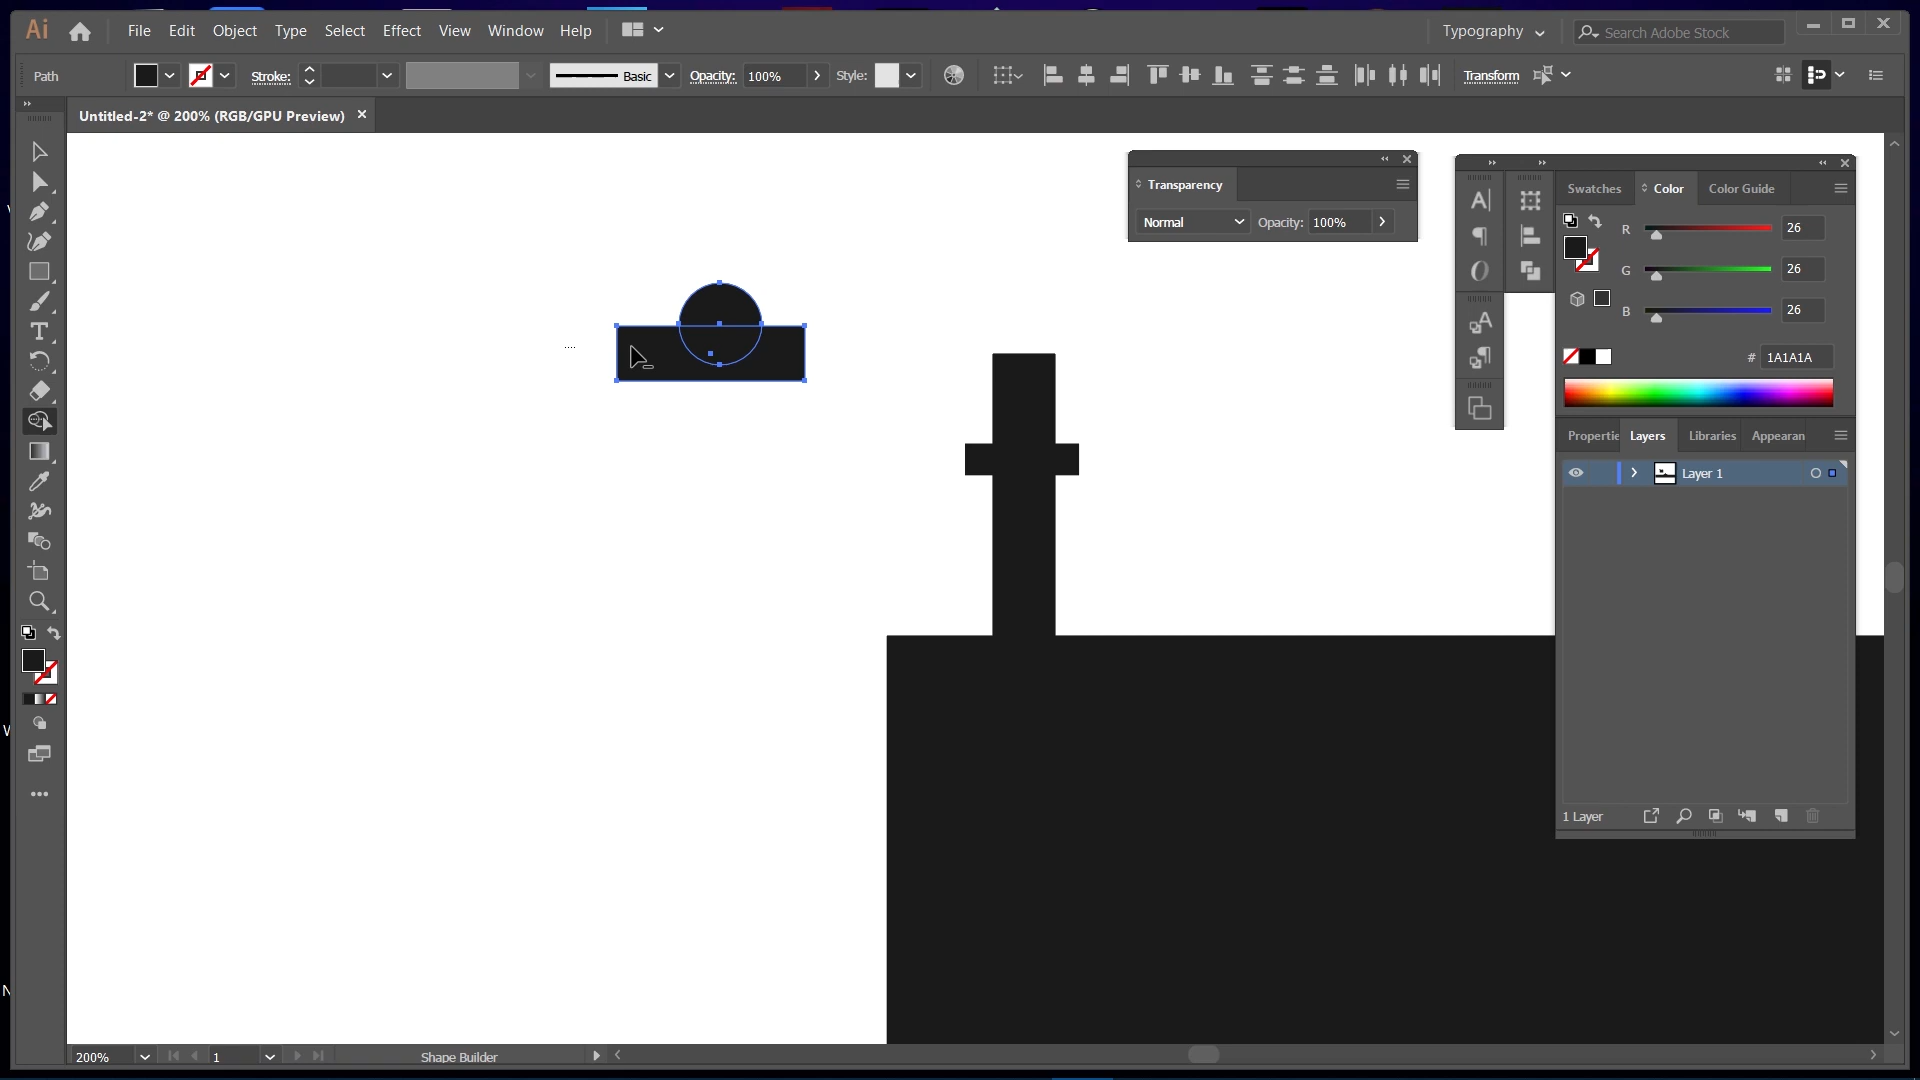 Ai File Edit Object Type Select Effect View Window Help Typography Search Adobe Stock
Path Stroke: Basic Opacity: 100% Style: Transform
Untitled-2* @ 200% (RGB/GPU Preview)
Transparency
Normal Opacity: 100%
Swatches Color Color Guide
R 26
G 26
B 26
# 1A1A1A
Propertie Layers Libraries Appearan
Layer 1
1 Layer
200% 1 Shape Builder